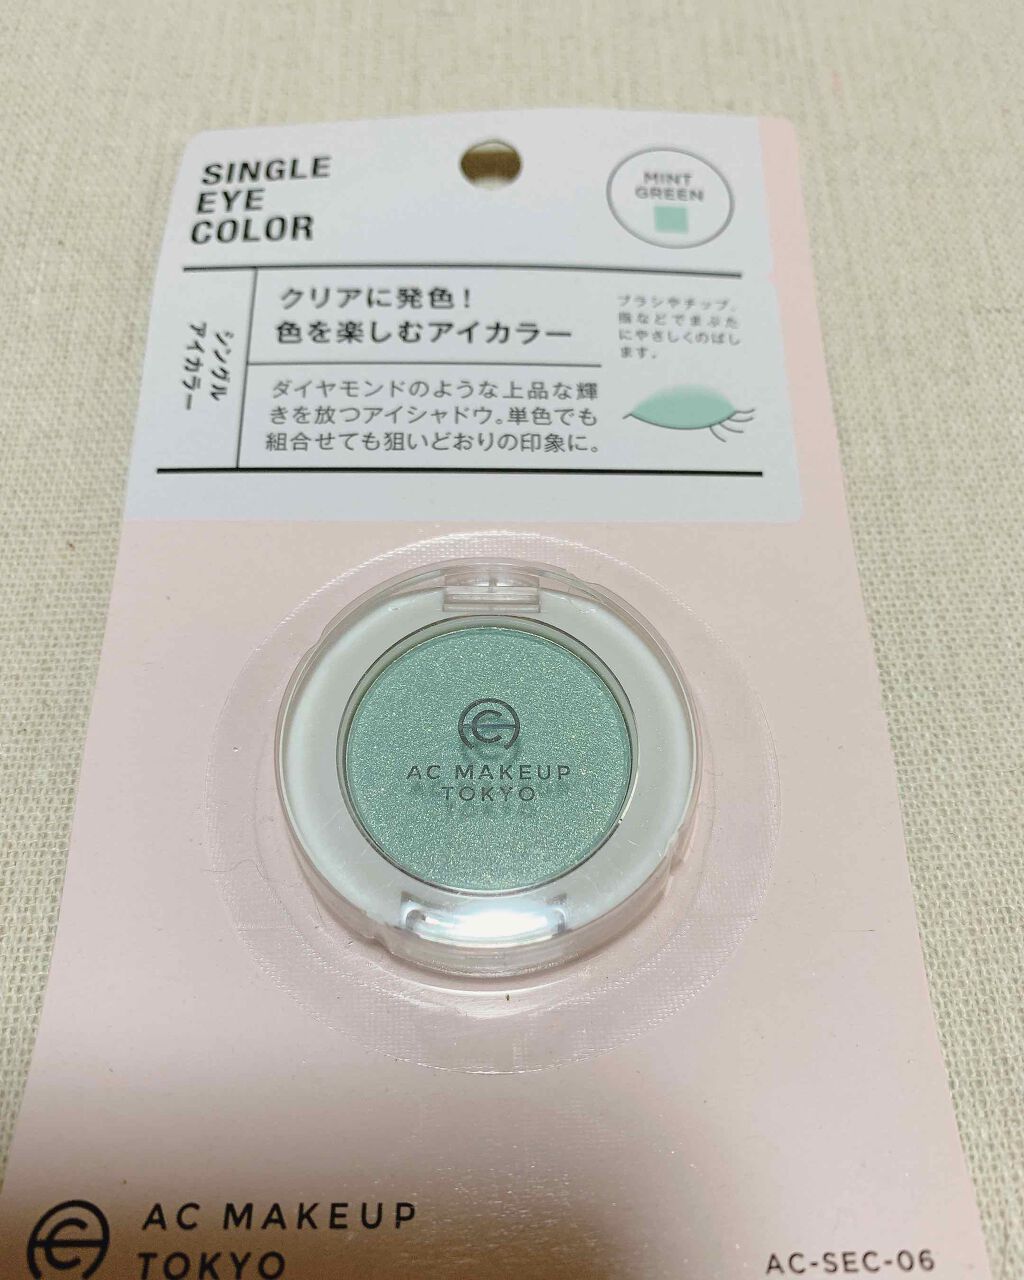 SINGLE
EYE
COLOR
MINT
GREEN
シングル
アイカラー
クリアに発色！
色を楽しむアイカラー
ダイヤモンドのような上品な輝
きを放つアイシャドウ。単色でも
組合せても狙いどおりの印象に。
ブラシやチップ、
指などでまぶた
にやさしくのばし
ます。
AC MAKEUP
TOKYO
AC MAKEUP
TOKYO
AC-SEC-06